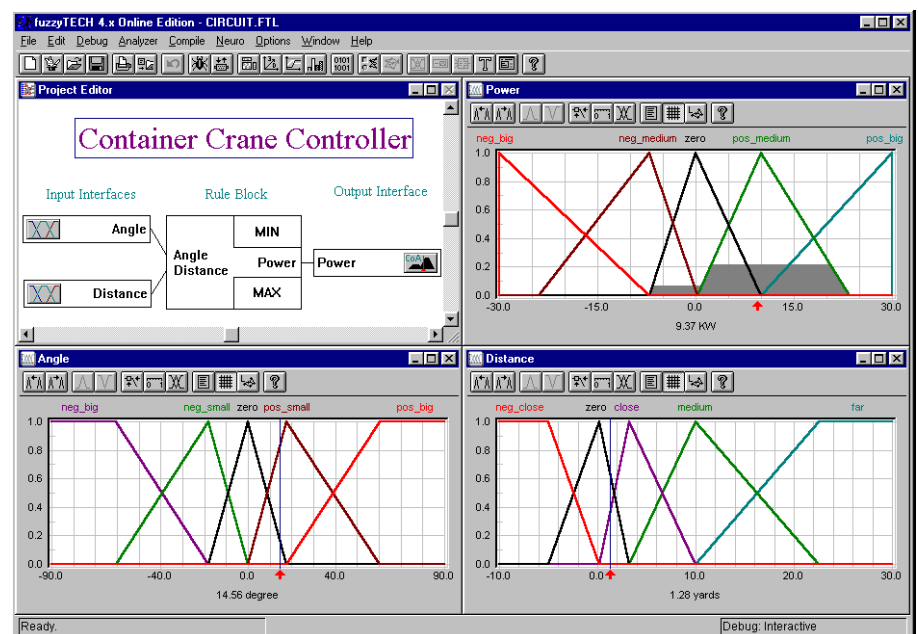 fuzzyTECH 4.x Online Edition - CIRCUIT.FTL
File Edit Debug Analyzer Compile Neuro Options Window Help
Project Editor
Container Crane Controller
Input Interfaces Rule Block Output Interface
Angle
Distance
Angle
Distance
MIN
Power
MAX
Power
CoA
Power
neg_big neg_medium zero pos_medium pos_big
1.0
0.8
0.6
0.4
0.2
0.0
-30.0 -15.0 0.0 15.0 30.0
9.37 KW
Angle
neg_big neg_small zero pos_small pos_big
1.0
0.8
0.6
0.4
0.2
0.0
-90.0 -40.0 0.0 40.0 90.0
14.56 degree
Distance
neg_close zero close medium far
1.0
0.8
0.6
0.4
0.2
0.0
-10.0 0.0 10.0 20.0 30.0
1.28 yards
Ready. Debug: Interactive